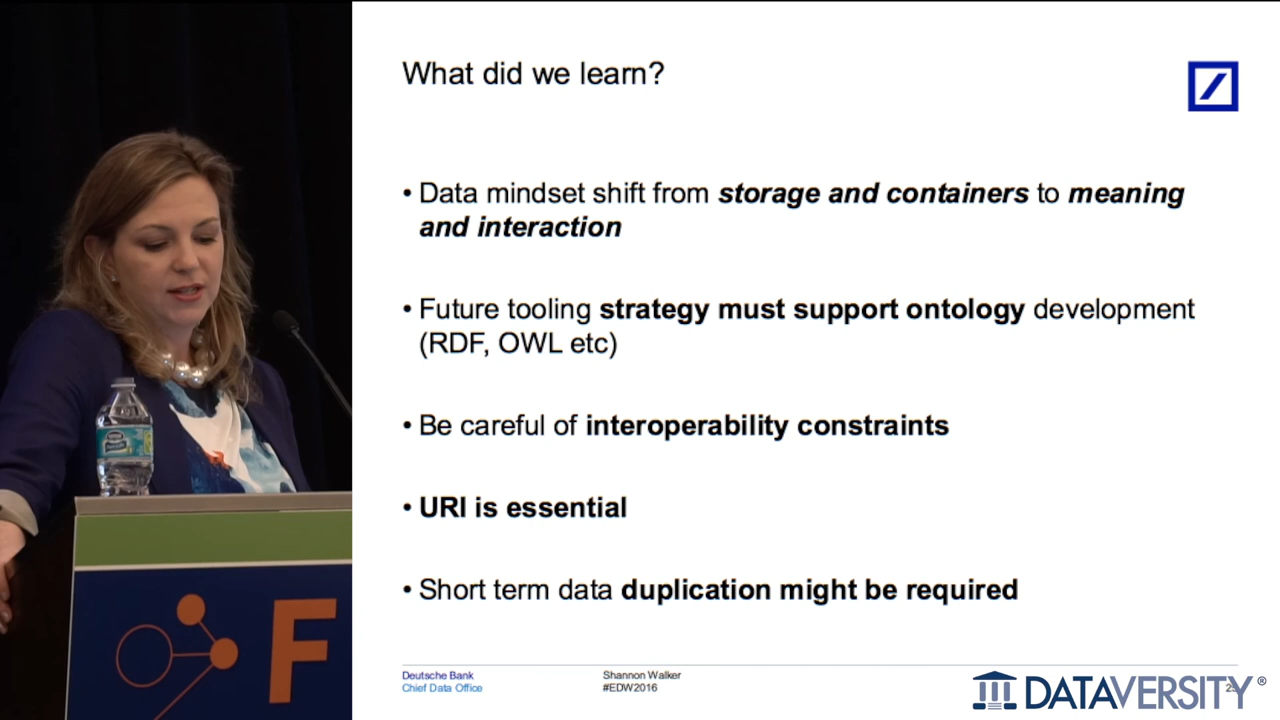 What did we learn?
• Data mindset shift from storage and containers to meaning
and interaction
• Future tooling strategy must support ontology development
(RDF, OWL etc)
• Be careful of interoperability constraints
• URI is essential
• Short term data duplication might be required
Deutsche Bank
Chief Data Office
Shannon Walker
#EDW2016
DATAVERSITY®
F